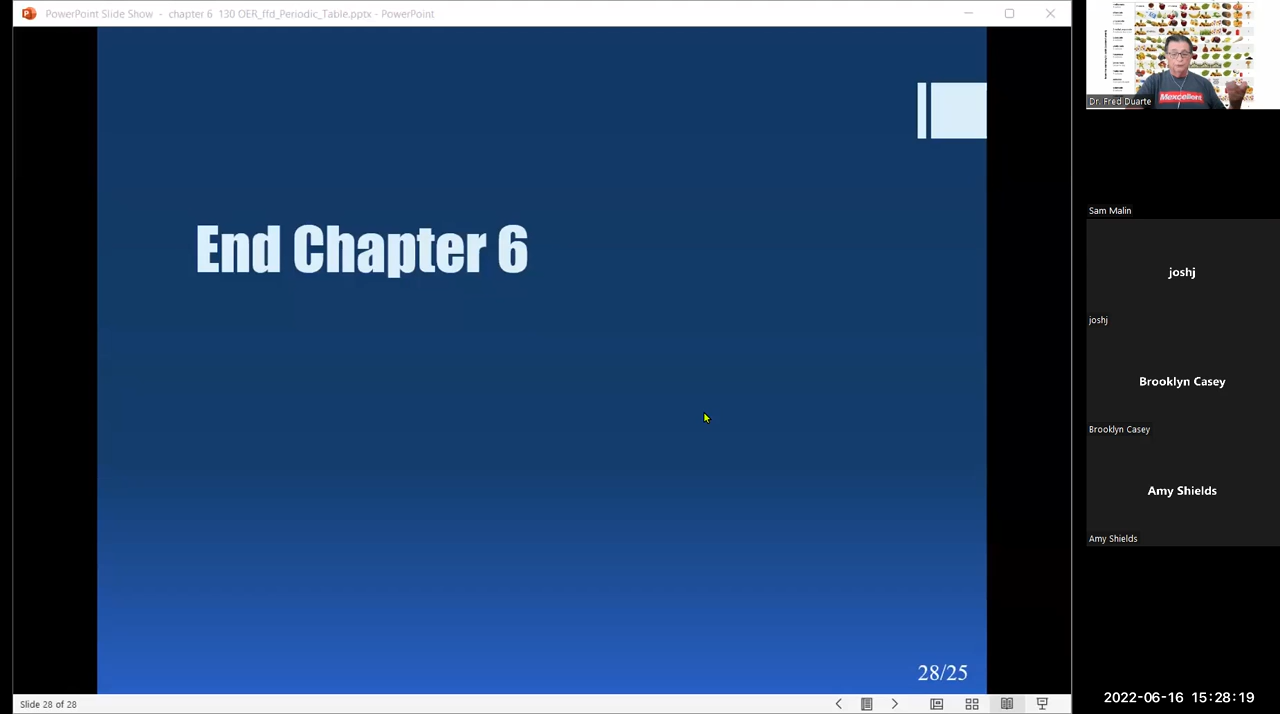 PowerPoint Slide Show - chapter 6 130 OER_ffd_Periodic_Table.pptx - PowerPoint
End Chapter 6
28/25
Slide 28 of 28
Mexcellent
Dr. Fred Duarte
Sam Malin
joshj
joshj
Brooklyn Casey
Brooklyn Casey
Amy Shields
Amy Shields
2022-06-16 15:28:19